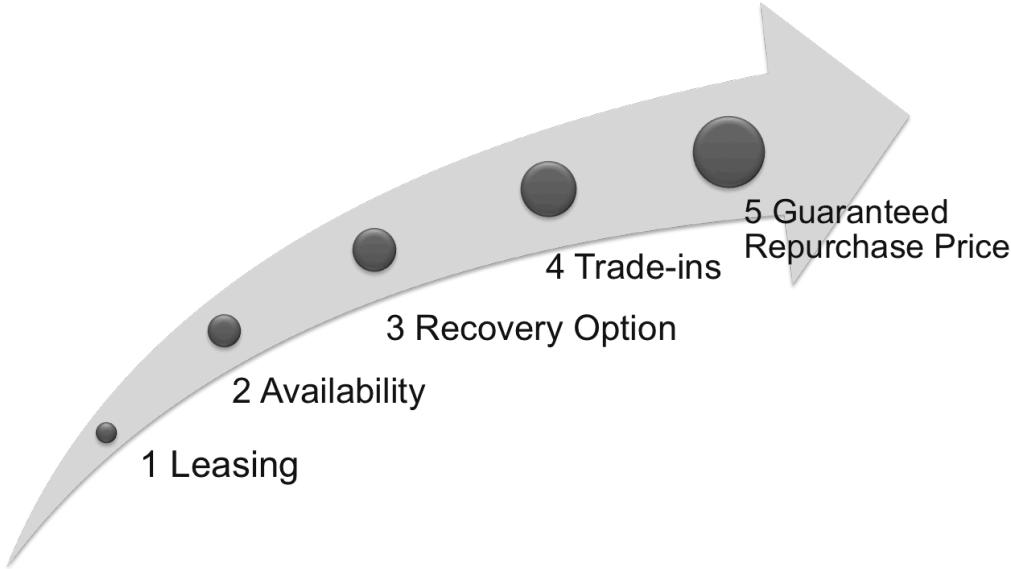 1 Leasing
2 Availability
3 Recovery Option
4 Trade-ins
5 Guaranteed
Repurchase Price